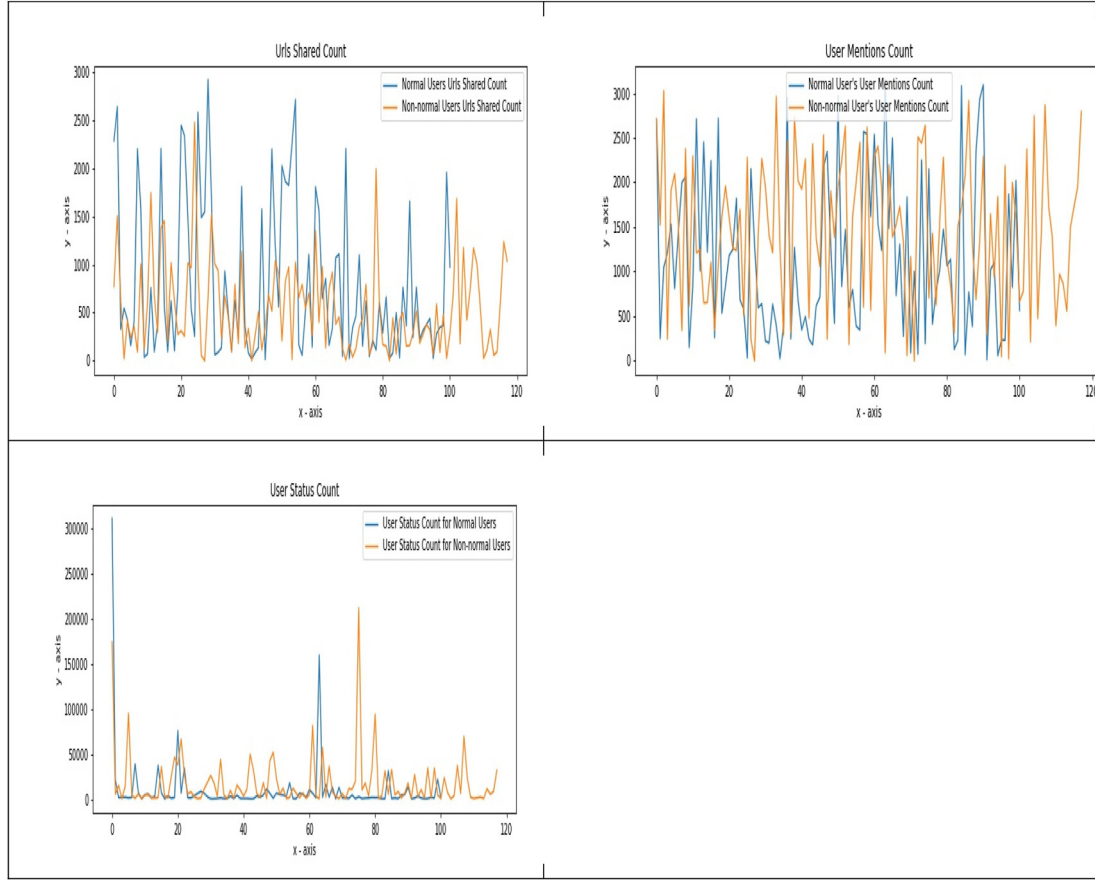 Urls Shared Count
3000
2500
2000
1500
1000
500
0
y - axis
Normal Users Urls Shared Count
Non-normal Users Urls Shared Count
0 20 40 60 80 100 120
x - axis
User Mentions Count
3000
2500
2000
1500
1000
500
0
y - axis
Normal User's User Mentions Count
Non-normal User's User Mentions Count
0 20 40 60 80 100
x - axis
User Status Count
300000
250000
200000
150000
100000
50000
0
y - axis
User Status Count for Normal Users
User Status Count for Non-normal Users
0 20 40 60 80 100 120
x - axis